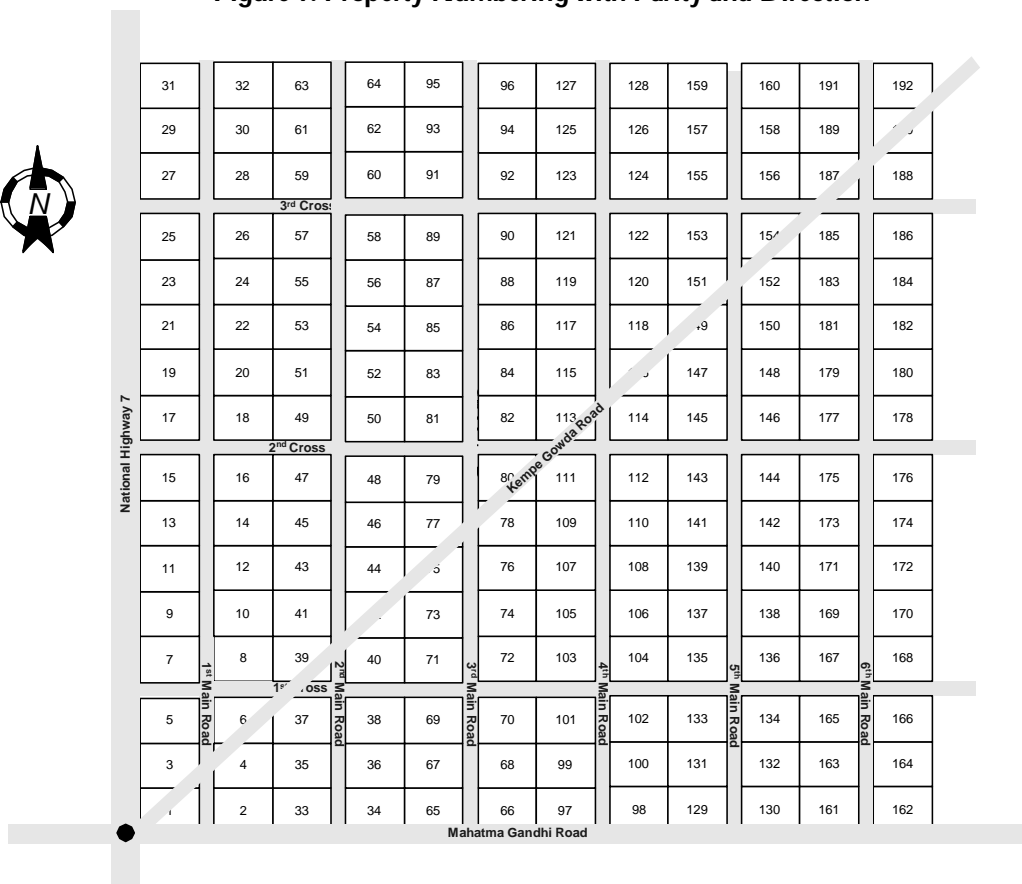 31 32 63 64 95 96 127 128 159 160 191 192
29 30 61 62 93 94 125 126 157 158 189
27 28 59 60 91 92 123 124 155 156 187 188
N
3rd Cross
25 26 57 58 89 90 121 122 153 154 185 186
23 24 55 56 87 88 119 120 151 152 183 184
21 22 53 54 85 86 117 118 150 181 182
19 20 51 52 83 84 115 147 148 179 180
17 18 49 50 81 82 113 114 145 146 177 178
National Highway 7
2nd Cross
Kempe Gowda Road
15 16 47 48 79 80 111 112 143 144 175 176
13 14 45 46 77 78 109 110 141 142 173 174
11 12 43 44 76 107 108 139 140 171 172
9 10 41 73 74 105 106 137 138 169 170
7 8 39 40 71 72 103 104 135 136 167 168
1st Main Road
2nd Main Road
3rd Main Road
4th Main Road
5th Main Road
6th Main Road
1st Cross
5 6 37 38 69 70 101 102 133 134 165 166
3 4 35 36 67 68 99 100 131 132 163 164
1 2 33 34 65 66 97 98 129 130 161 162
Mahatma Gandhi Road